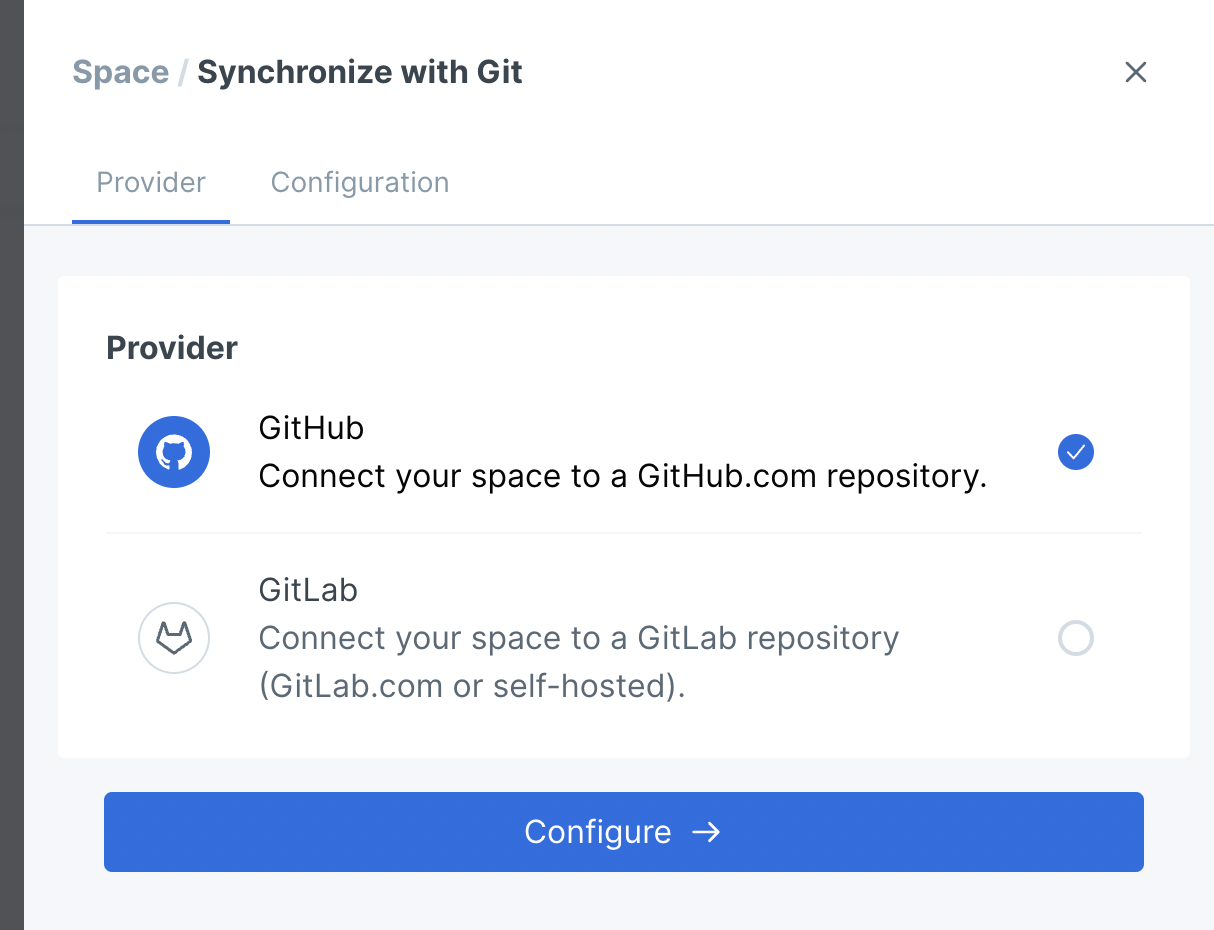 Space / Synchronize with Git
Provider Configuration
Provider
GitHub
Connect your space to a GitHub.com repository.
GitLab
Connect your space to a GitLab repository
(GitLab.com or self-hosted).
Configure →